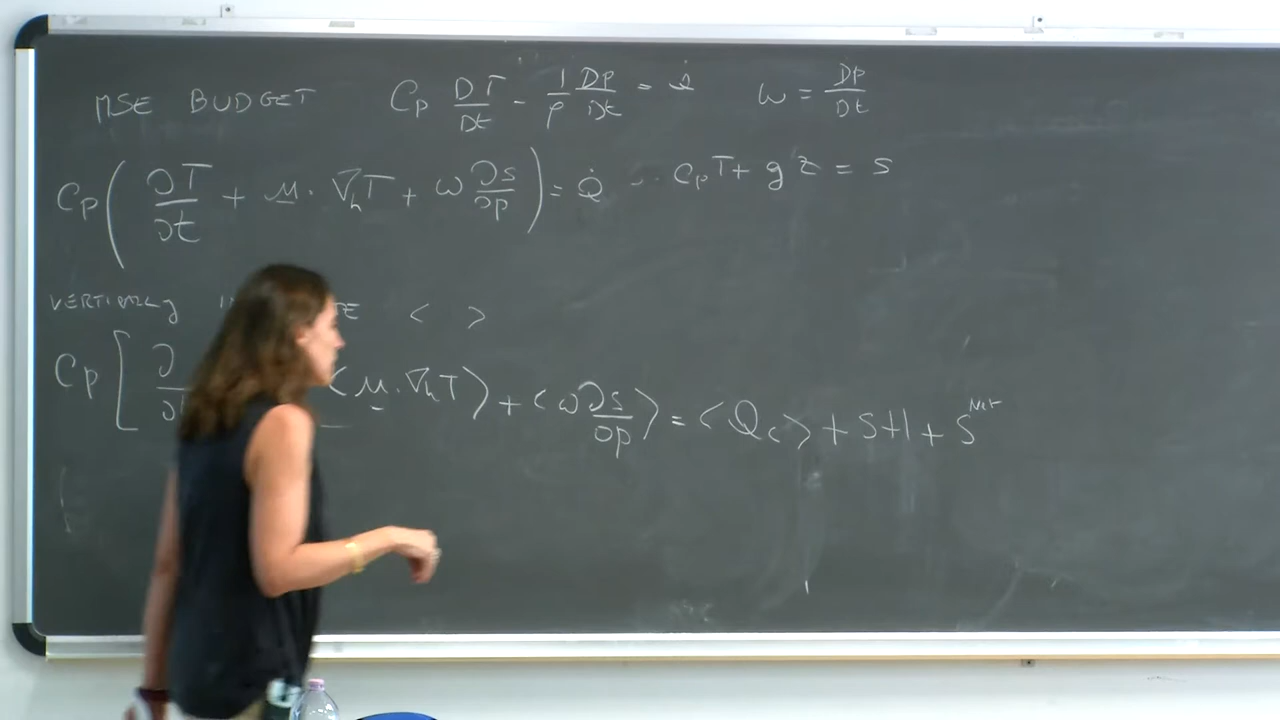 MSE BUDGET Cp DT/Dt - 1/ρ DP/Dt = Q̇ ω = Dp/Dt
Cp ( ∂T/∂t + u · ∇hT + ω ∂s/∂p ) = Q̇ CpT + gz = s
VERTICALLY < >
Cp [ ∂ ⟨ u · ∇hT ⟩ + ⟨ ω ∂s/∂p ⟩ = ⟨ Qc ⟩ + SH + S^Net